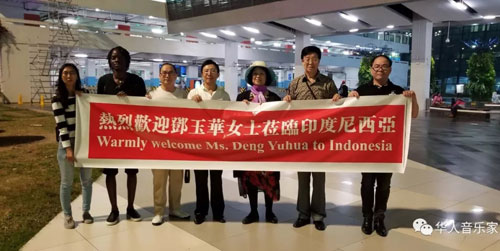 熱烈歡迎鄧玉華女士莅臨印度尼西亞
Warmly welcome Ms. Deng Yuhua to Indonesia
华人音乐家